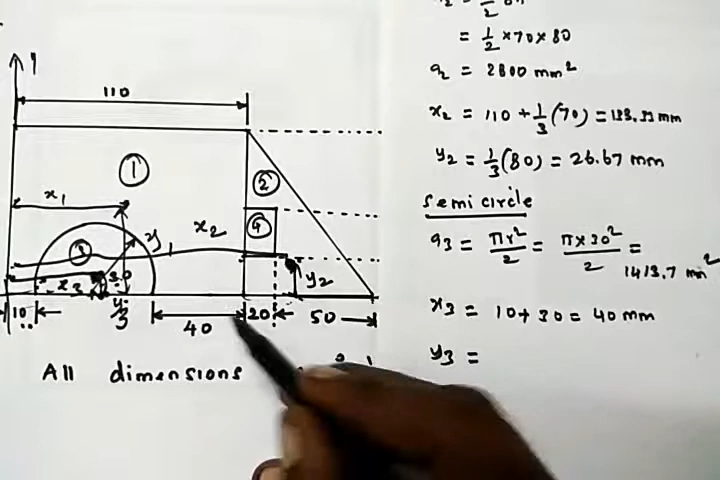 = 1/2 × 70 × 80
a2 = 2800 mm²
x2 = 110 + 1/3 (70) = 133.33 mm
y2 = 1/3 (80) = 26.67 mm
Semicircle
a3 = πr²/2 = π×30²/2 = 1413.7 mm²
x3 = 10 + 30 = 40 mm
y3 =
Y
110
①
②
x1
x2
④
③
y1
x3
30
y2
y3
10
40
20
50
All dimensions